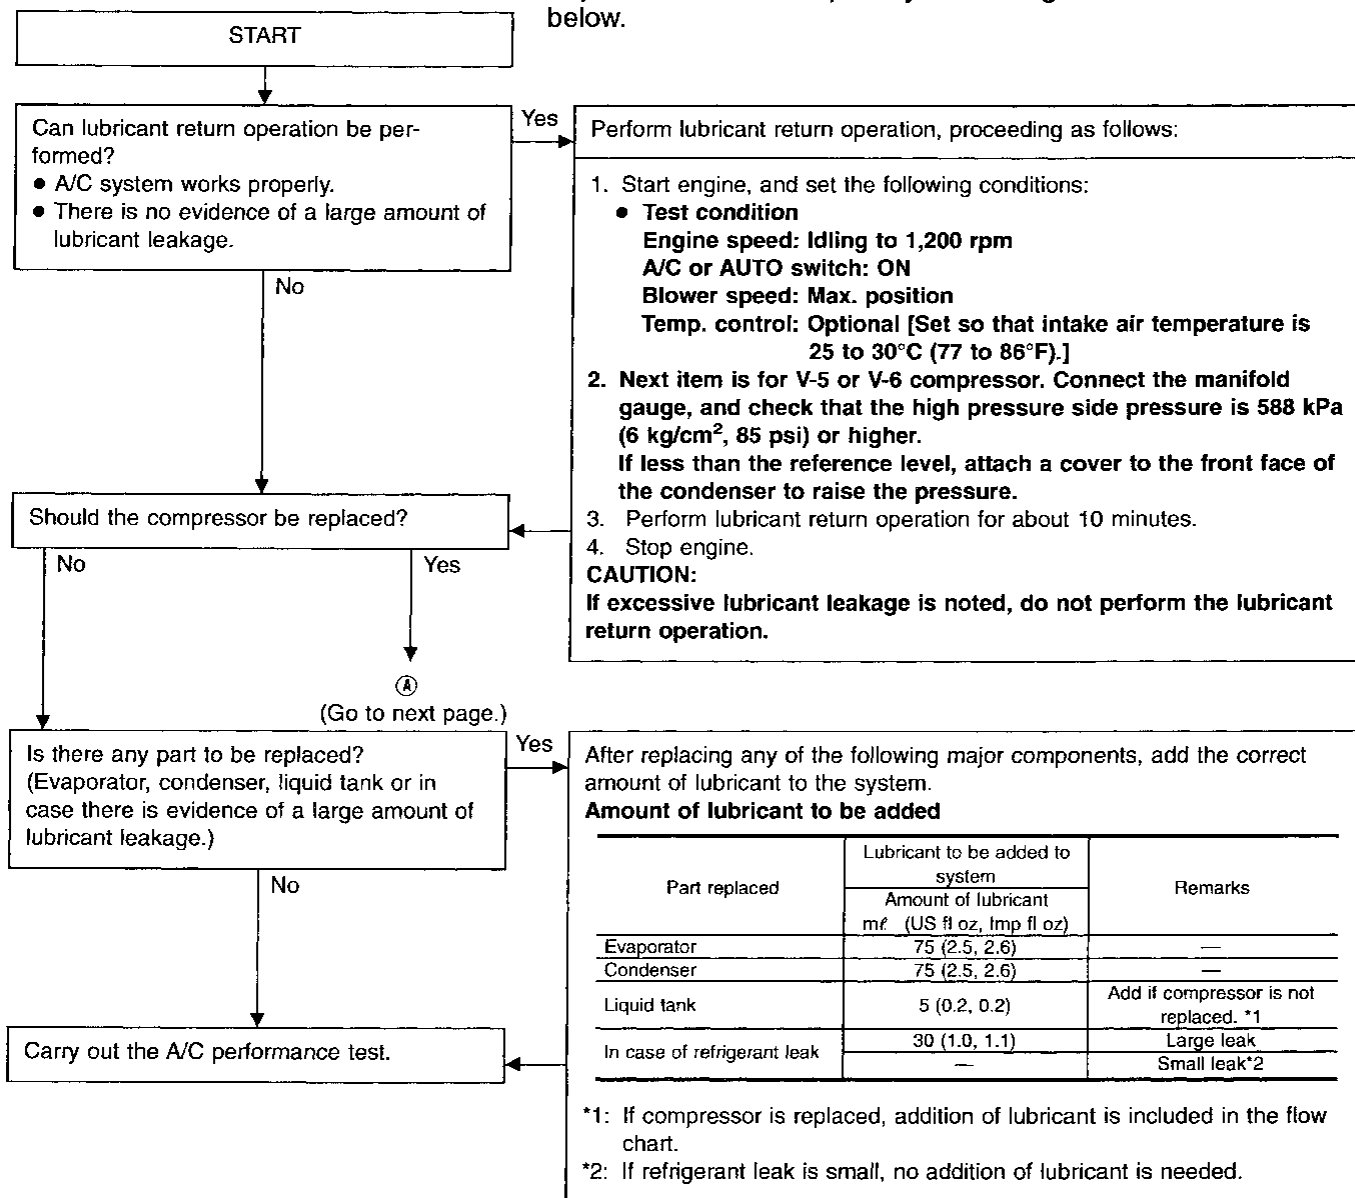 below.
START
Can lubricant return operation be per-
formed?
● A/C system works properly.
● There is no evidence of a large amount of
lubricant leakage.
Yes
No
Perform lubricant return operation, proceeding as follows:
1. Start engine, and set the following conditions:
● Test condition
Engine speed: Idling to 1,200 rpm
A/C or AUTO switch: ON
Blower speed: Max. position
Temp. control: Optional [Set so that intake air temperature is
25 to 30°C (77 to 86°F).]
2. Next item is for V-5 or V-6 compressor. Connect the manifold
gauge, and check that the high pressure side pressure is 588 kPa
(6 kg/cm², 85 psi) or higher.
If less than the reference level, attach a cover to the front face of
the condenser to raise the pressure.
3. Perform lubricant return operation for about 10 minutes.
4. Stop engine.
CAUTION:
If excessive lubricant leakage is noted, do not perform the lubricant
return operation.
Should the compressor be replaced?
No
Yes
Ⓐ
(Go to next page.)
Is there any part to be replaced?
(Evaporator, condenser, liquid tank or in
case there is evidence of a large amount of
lubricant leakage.)
Yes
No
After replacing any of the following major components, add the correct
amount of lubricant to the system.
Amount of lubricant to be added
Part replaced
Lubricant to be added to
system
Amount of lubricant
mℓ (US fl oz, Imp fl oz)
Remarks
Evaporator 75 (2.5, 2.6) —
Condenser 75 (2.5, 2.6) —
Liquid tank 5 (0.2, 0.2) Add if compressor is not
replaced. *1
In case of refrigerant leak 30 (1.0, 1.1) Large leak
— Small leak*2
*1: If compressor is replaced, addition of lubricant is included in the flow
chart.
*2: If refrigerant leak is small, no addition of lubricant is needed.
Carry out the A/C performance test.